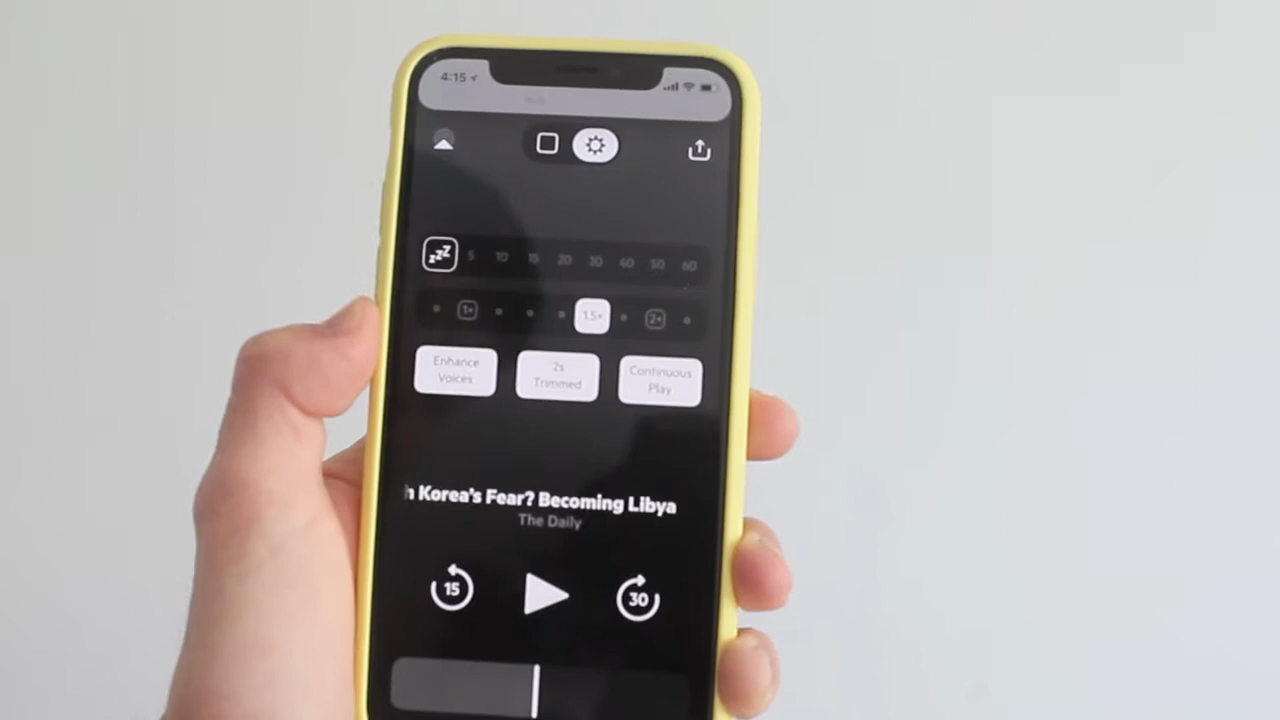 4:15
zzZ 5 10 15 20 30 40 50 60
1× 1.5× 2×
Enhance
Voices
2s
Trimmed
Continuous
Play
h Korea's Fear? Becoming Libya
The Daily
15
30